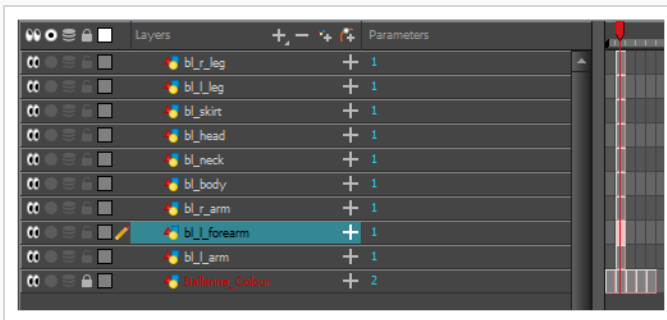 Layers Parameters
bl_r_leg 1
bl_l_leg 1
bl_skirt 1
bl_head 1
bl_neck 1
bl_body 1
bl_r_arm 1
bl_l_forearm 1
bl_l_arm 1
Ballerina_Colour 2